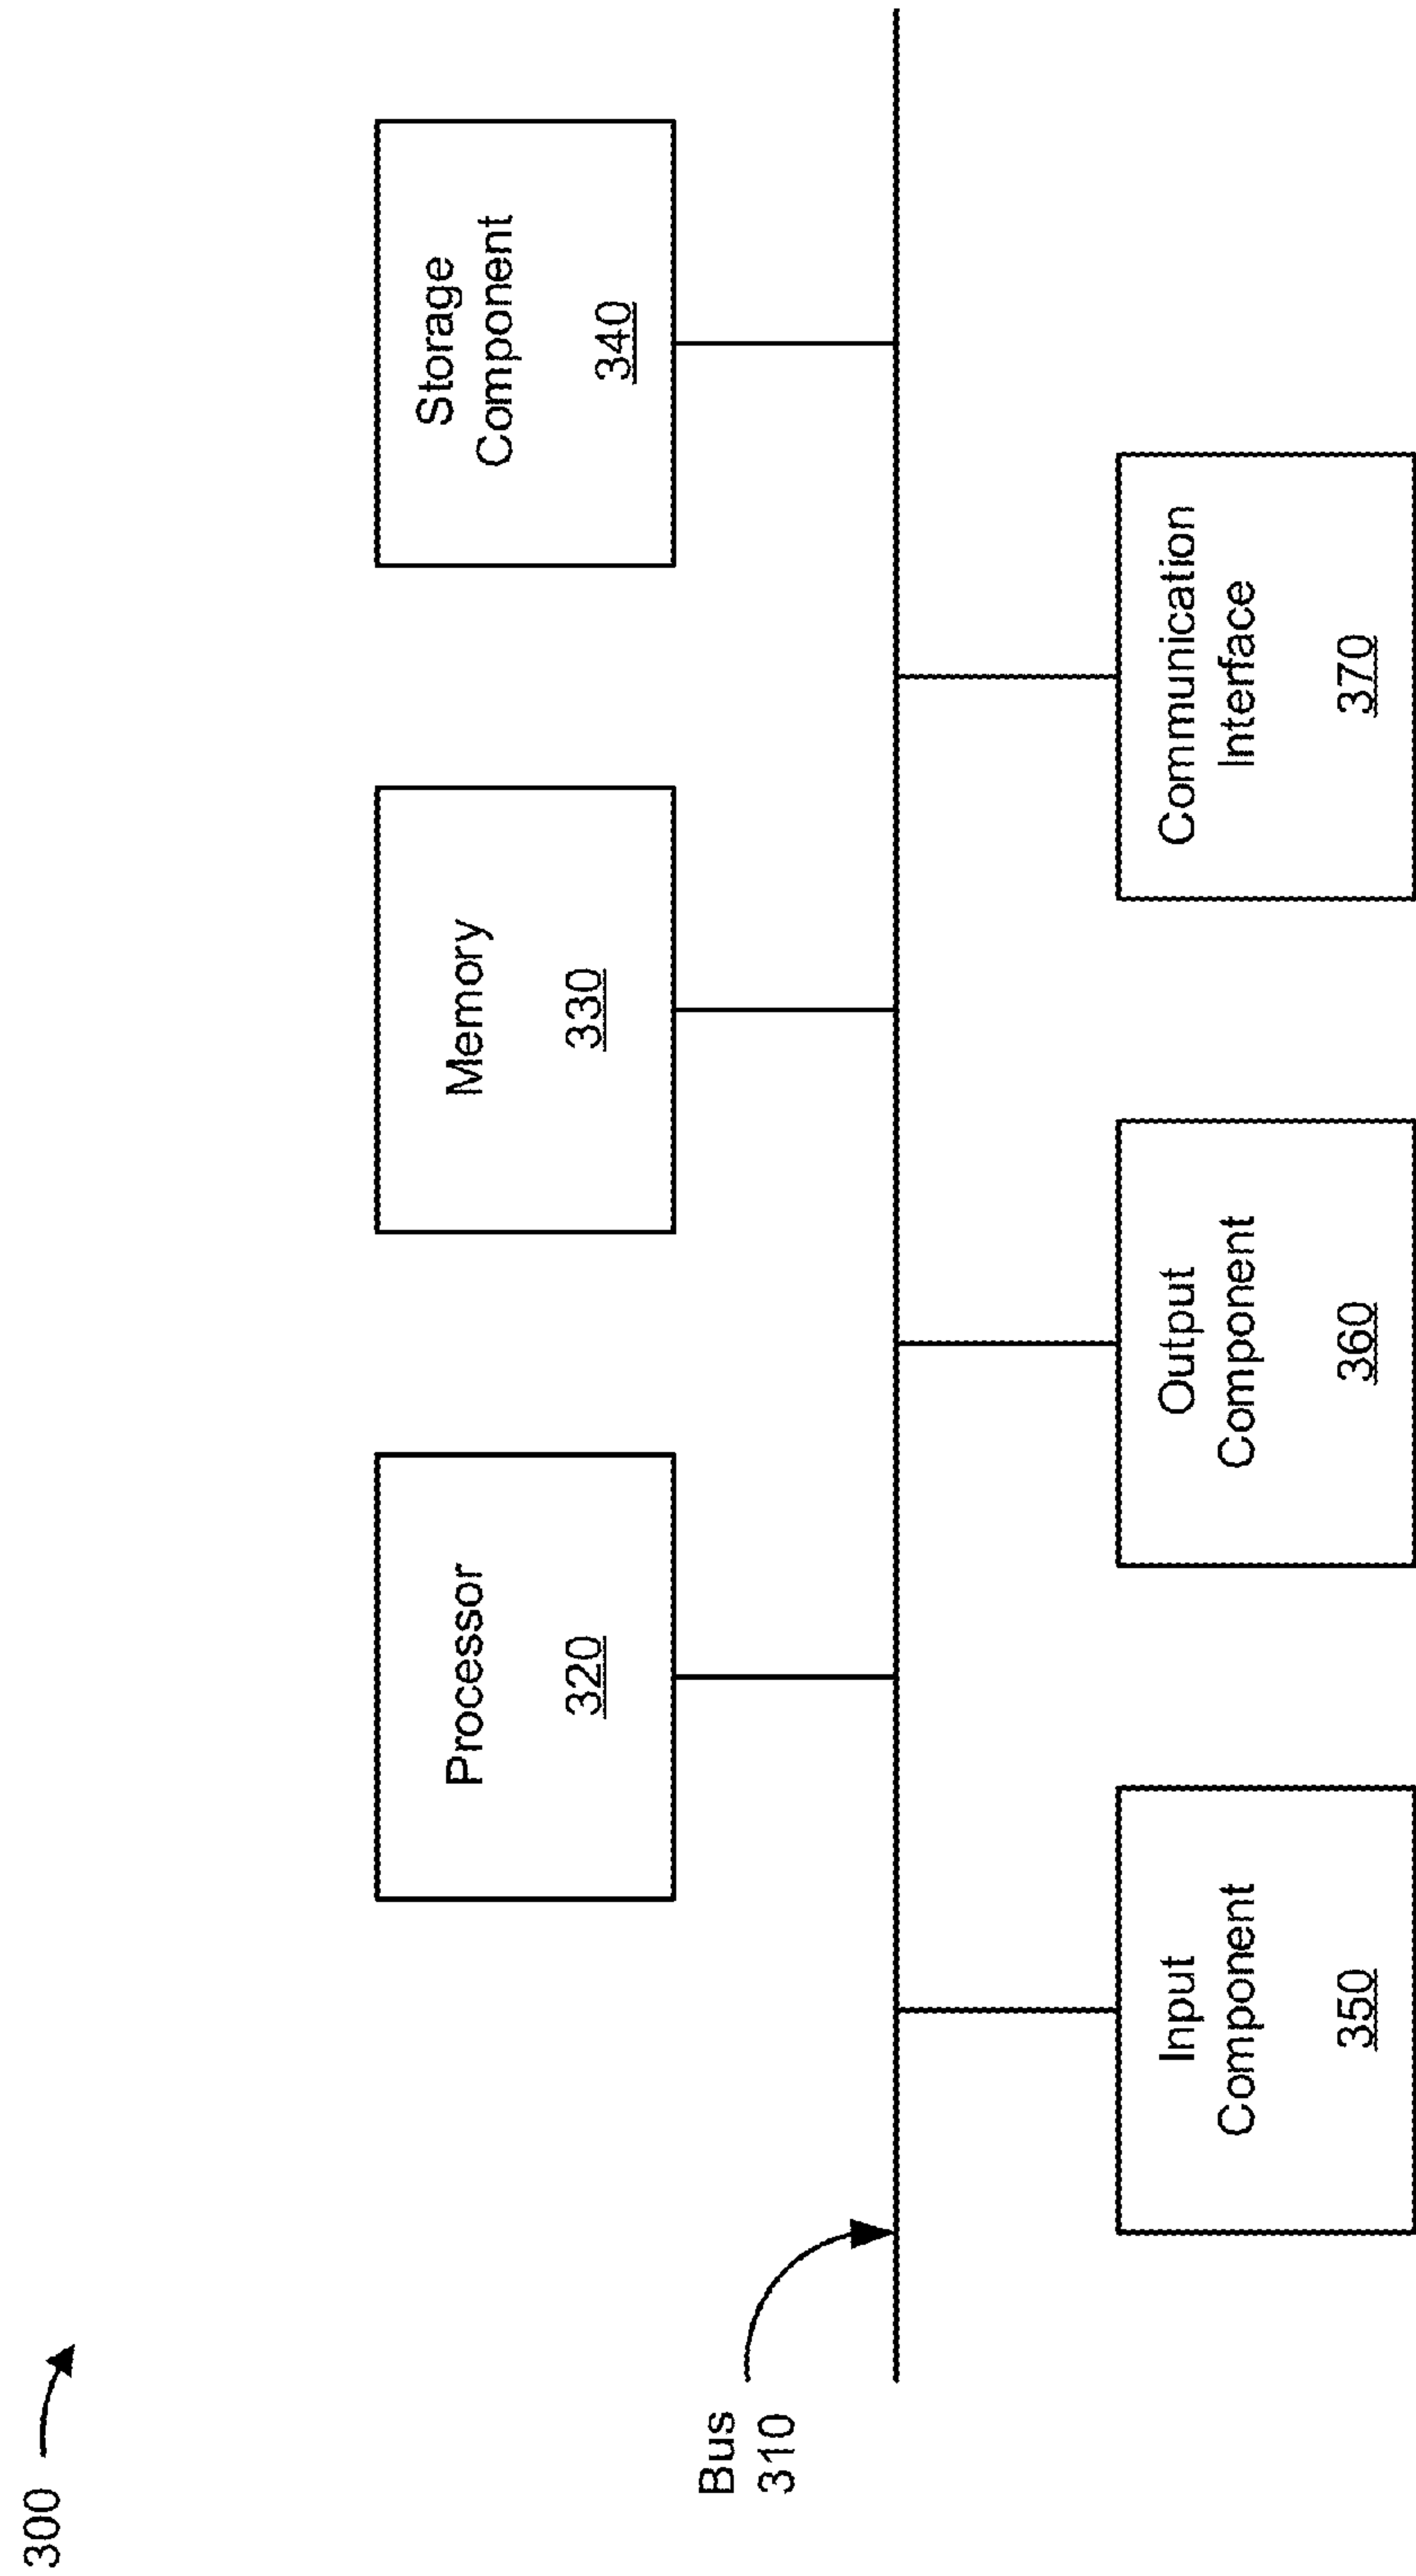 300
Processor
320
Memory
330
Storage
Component
340
Bus
310
Input
Component
350
Output
Component
360
Communication
Interface
370